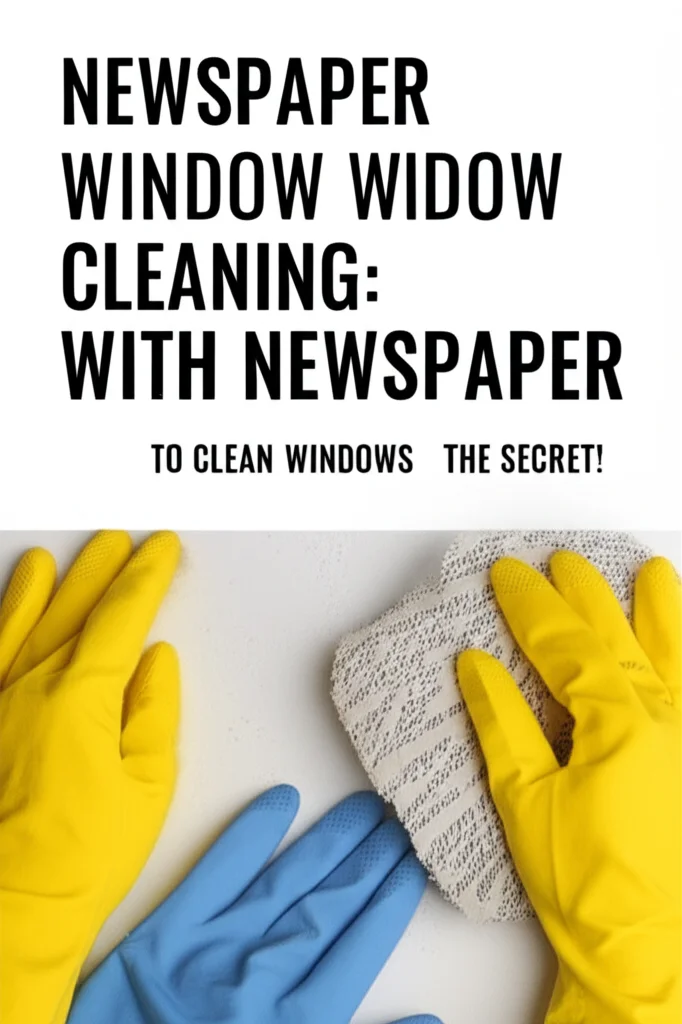 NEWSPAPER
WINDOW WIDOW
CLEANING:
WITH NEWSPAPER
TO CLEAN WINDOWS THE SECRET!